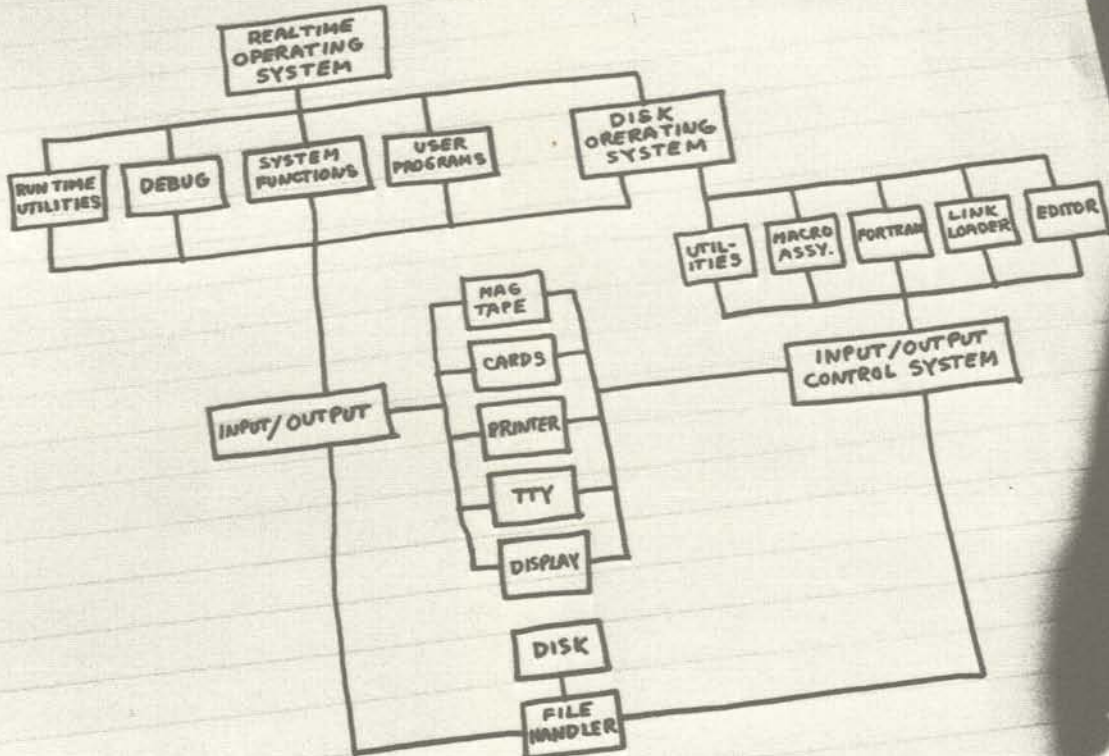 REALTIME
OPERATING
SYSTEM
RUN TIME
UTILITIES
DEBUG
SYSTEM
FUNCTIONS
USER
PROGRAMS
DISK
ORERATING
SYSTEM
UTIL-
ITIES
MACRO
ASSY.
FORTRAN
LINK
LOADER
EDITOR
MAG
TAPE
CARDS
PRINTER
TTY
DISPLAY
INPUT/OUTPUT
INPUT/OUTPUT
CONTROL SYSTEM
DISK
FILE
HANDLER